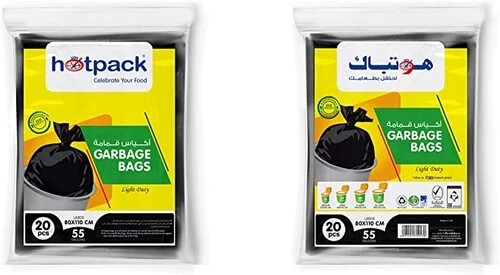 hotpack
Celebrate Your Food
أكياس قمامة
GARBAGE
BAGS
Light Duty
20
pcs
LARGE
80X110 CM
55
GALLONS
هوتباك
احتفل بطعامك
أكياس قمامة
GARBAGE
BAGS
Light Duty
20
pcs
LARGE
80X110 CM
55
GALLONS